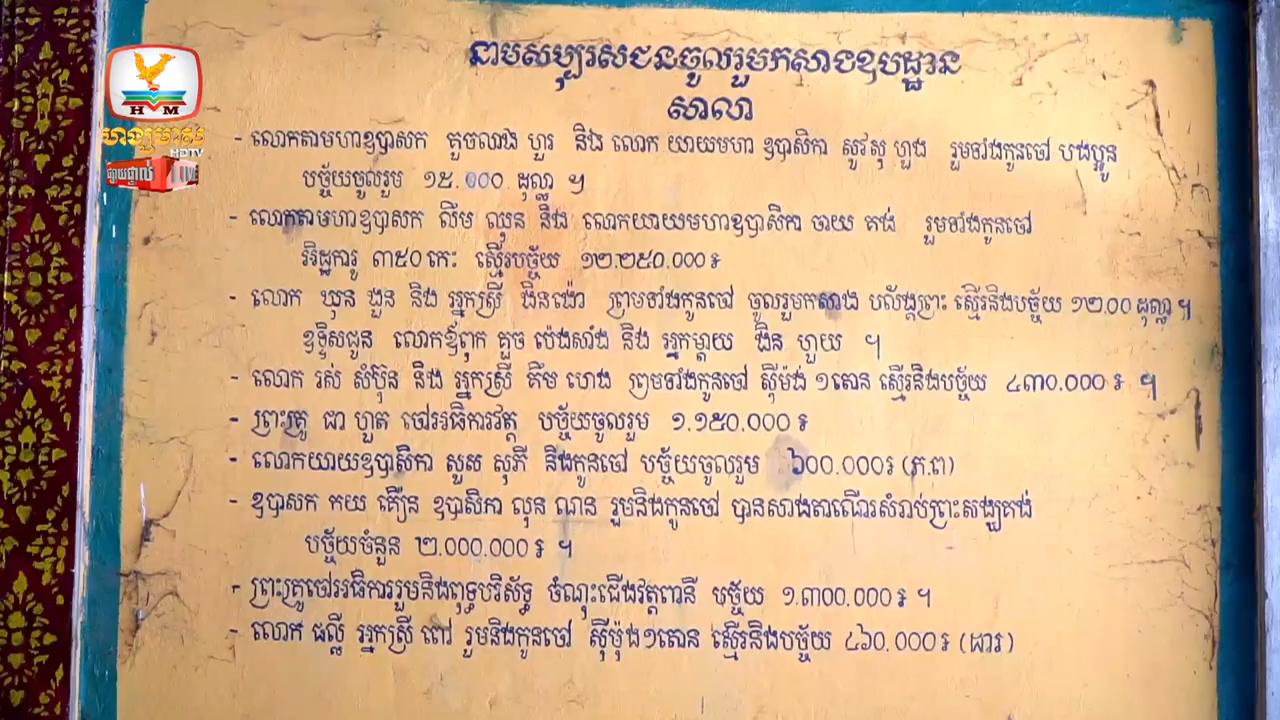 នាមសប្បុរសជនចូលរួមកសាងឧបដ្ឋាន
សាលា
HM
ហង្សមាស
HDTV
ផ្សាយផ្ទាល់ LIVE
- លោកតាមហាឧបាសក គួចលាង ហួរ និង លោក យាយមហា ឧបាសិកា សូវសុ ហួង រួមទាំងកូនចៅ បងប្អូន
បច្ច័យចូលរួម ១៥.០០០ ដុល្លា ។
- លោកតាមហាឧបាសក លឹម ឈុន និង លោកយាយមហាឧបាសិកា ចាយ គង់ រួមទាំងកូនចៅ
អិដ្ឋការូ ៣៥០កេះ ស្មើរបច្ច័យ ១២.២៥០.០០០៛
- លោក ឃុន ងួន និង អ្នកស្រី ងិនង៉ោ ព្រមទាំងកូនចៅ ចូលរួមកសាង បល័ង្គព្រះ ស្មើរនិងបច្ច័យ ១២.០០ ដុល្លា។
ឧទ្ទិសជូន លោកឪពុក គួច ប៉េងសាំង និង អ្នកម្តាយ ងិន ហួយ ។
- លោក រស់ សំប៊ុន និង អ្នកស្រី គឹម ហេង ព្រមទាំងកូនចៅ ស៊ីម៉ង់ ១តោន ស្មើរនិងបច្ច័យ ៤៣០.០០០៛ ។
- ព្រះគ្រូ ជា ហួត ចៅអធិការវត្ត បច្ច័យចូលរួម ១.១៥០.០០០៛
- លោកយាយឧបាសិកា សួស សុភី និងកូនចៅ បច្ច័យចូលរួម ៦០០.០០០៛ (ភ.ព)
- ឧបាសក កយ គឿន ឧបាសិកា លុន ណន រួមនិងកូនចៅ បានសាងតាណើរសំរាប់ព្រះសង្ឃគង់
បច្ច័យចំនួន ២.០០០.០០០៛ ។
- ព្រះគ្រូចៅអធិការរួមនិងពុទ្ធបរិស័ទ្ធ ចំណុះជើងវត្តពានី បច្ច័យ ១.៣០០.០០០៛ ។
- លោក ផល្លី អ្នកស្រី ពៅ រួមនិងកូនចៅ ស៊ីម៉ុង់១តោន ស្មើរនិងបច្ច័យ ៤៦០.០០០៛ (ដារ)